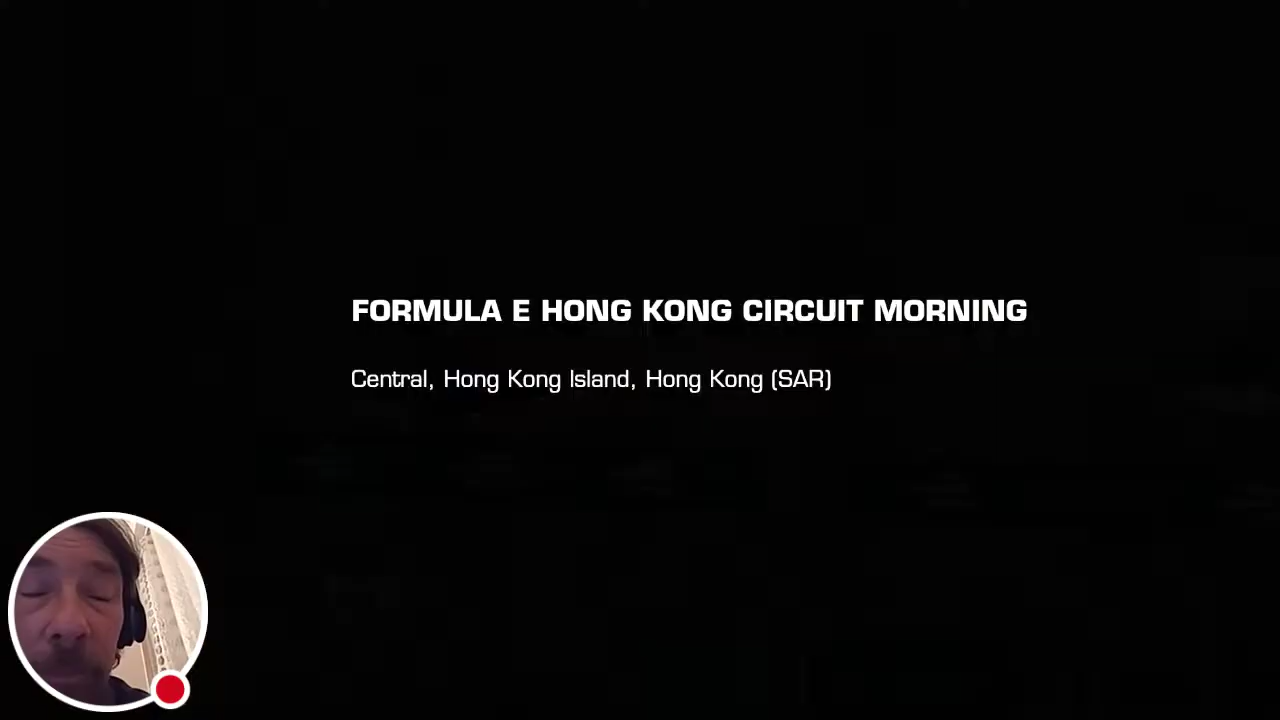 FORMULA E HONG KONG CIRCUIT MORNING
Central, Hong Kong Island, Hong Kong (SAR)